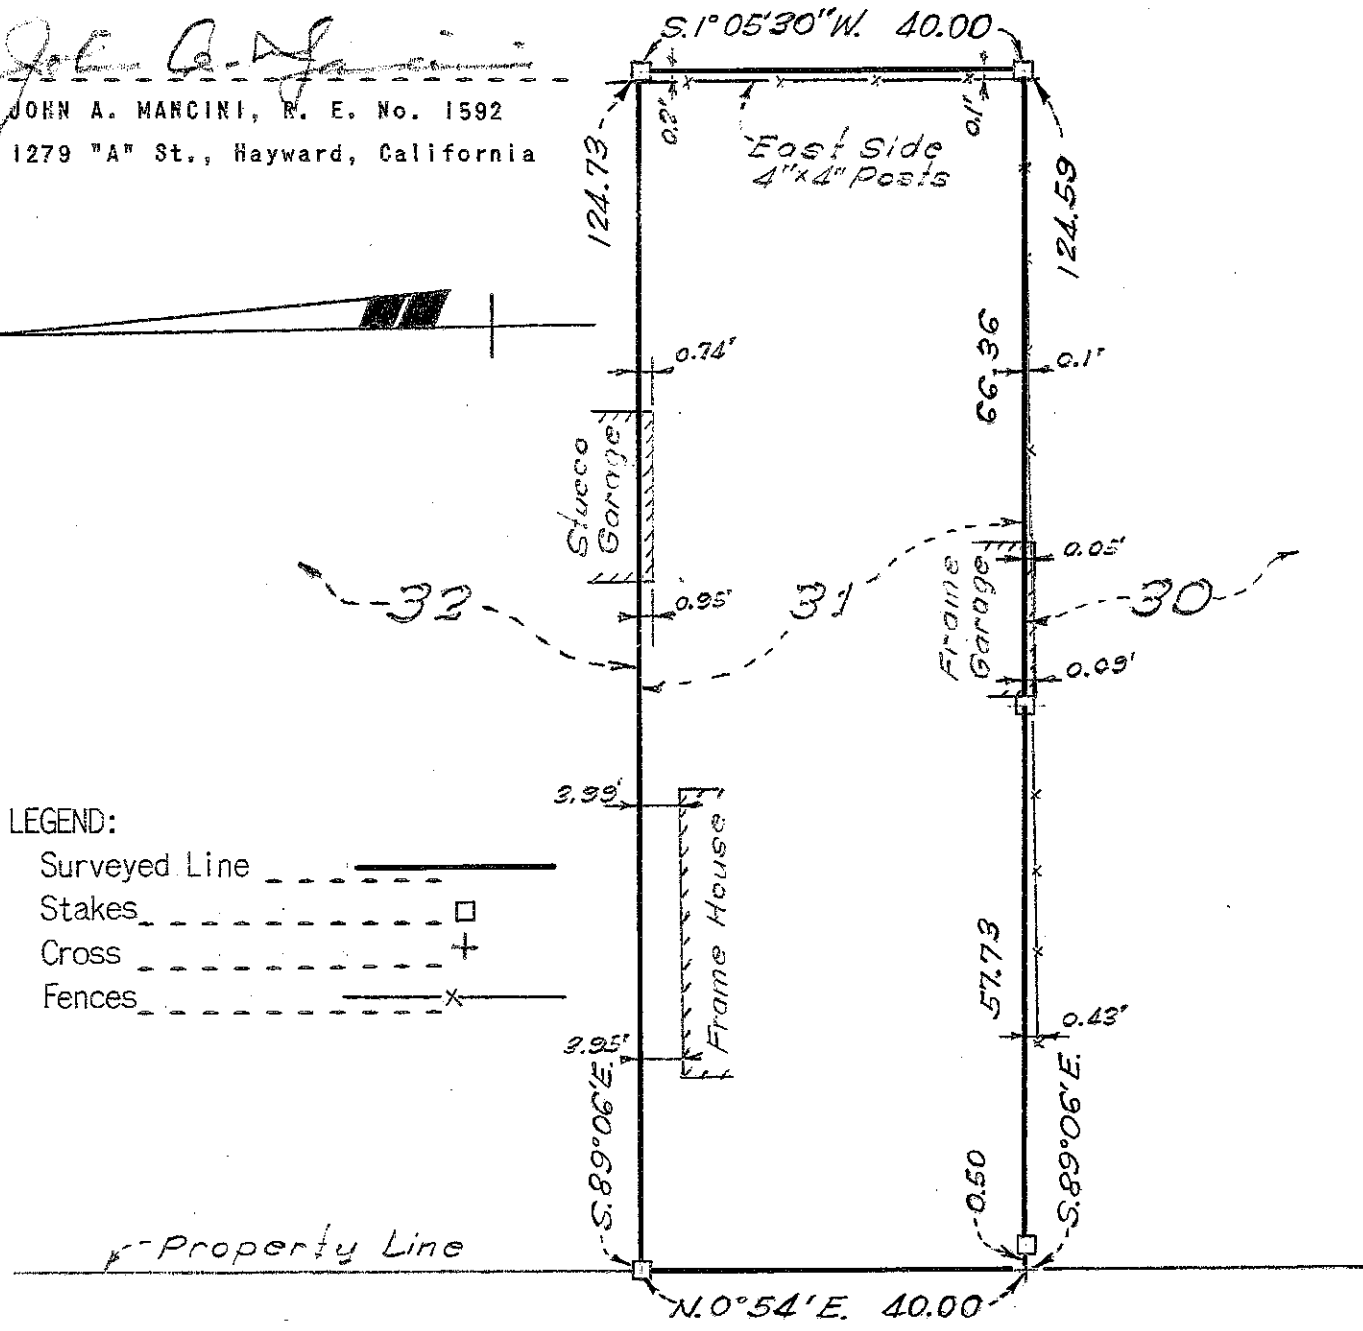 S. 1° 05' 30" W. 40.00
JOHN A. MANCINI, R. E. No. 1592
1279 "A" St., Hayward, California
124.73
0.2'
0.1'
East Side
4"x4" Posts
124.59
66.36
0.74'
0.1'
Stucco
Garage
0.05'
32
0.95'
31
Frame
Garage
30
0.09'
3.99'
Frame House
LEGEND:
Surveyed Line
Stakes
Cross
Fences
57.73
0.43'
3.95'
S. 89° 06' E.
S. 89° 06' E.
0.50
Property Line
N. 0° 54' E. 40.00